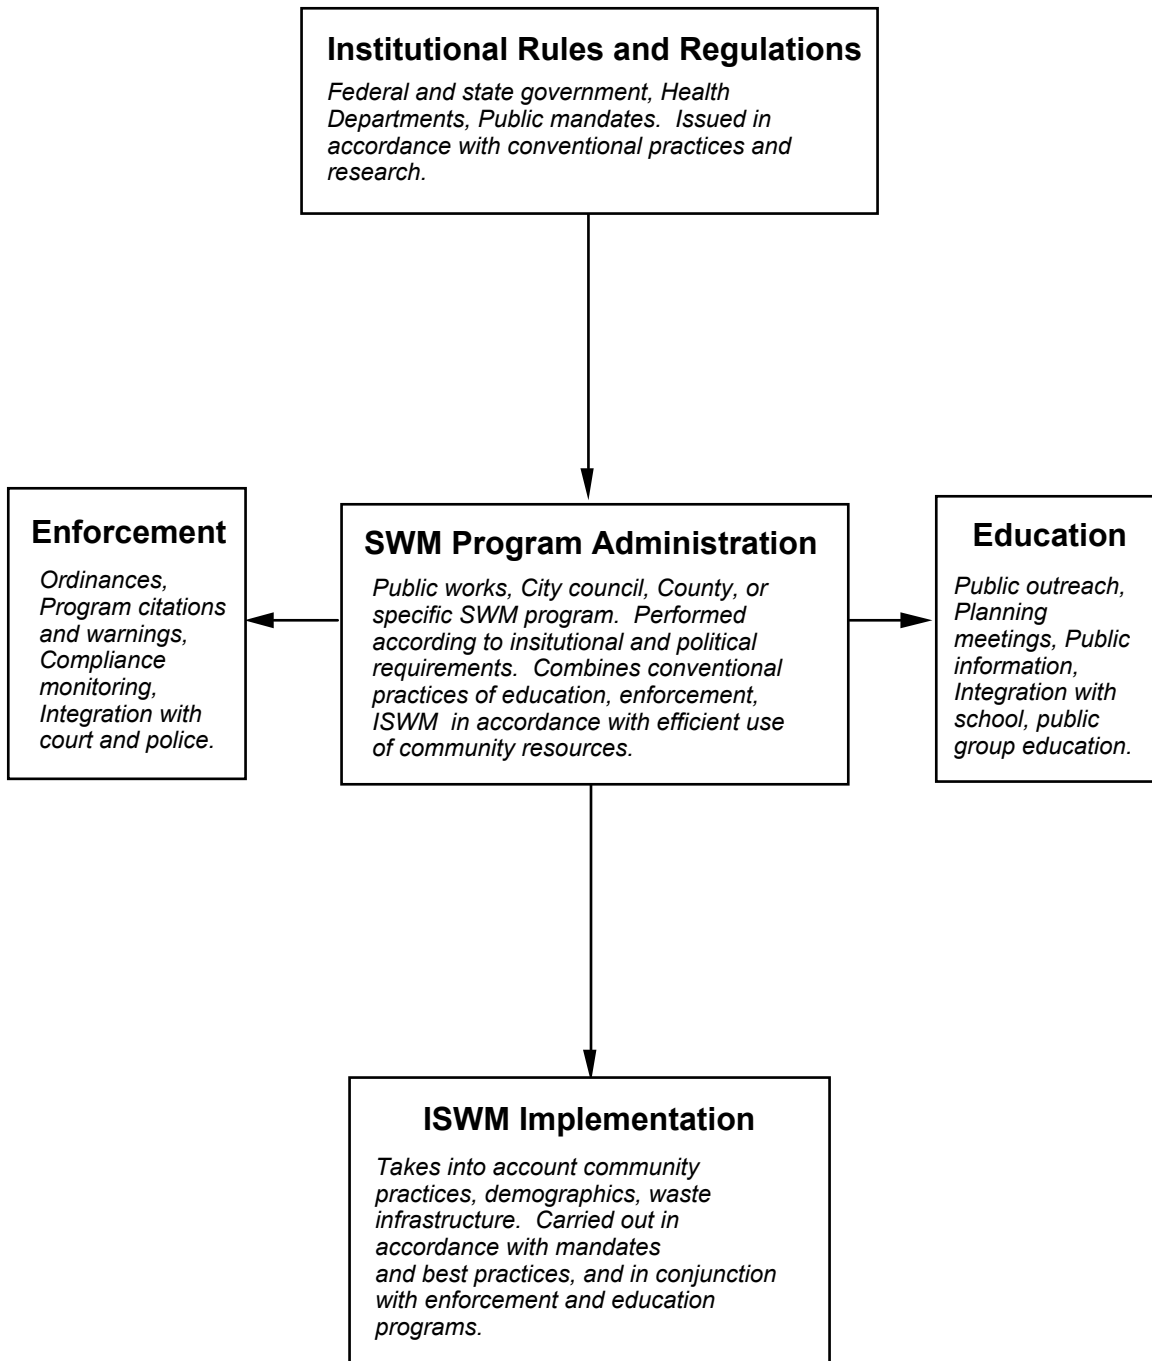 Institutional Rules and Regulations
Federal and state government, Health
Departments, Public mandates.  Issued in
accordance with conventional practices and
research.
Enforcement
Ordinances,
Program citations
and warnings,
Compliance
monitoring,
Integration with
court and police.
SWM Program Administration
Public works, City council, County, or
specific SWM program.  Performed
according to insitutional and political
requirements.  Combines conventional
practices of education, enforcement,
ISWM  in accordance with efficient use
of community resources.
Education
Public outreach,
Planning
meetings, Public
information,
Integration with
school, public
group education.
ISWM Implementation
Takes into account community
practices, demographics, waste
infrastructure.  Carried out in
accordance with mandates
and best practices, and in conjunction
with enforcement and education
programs.